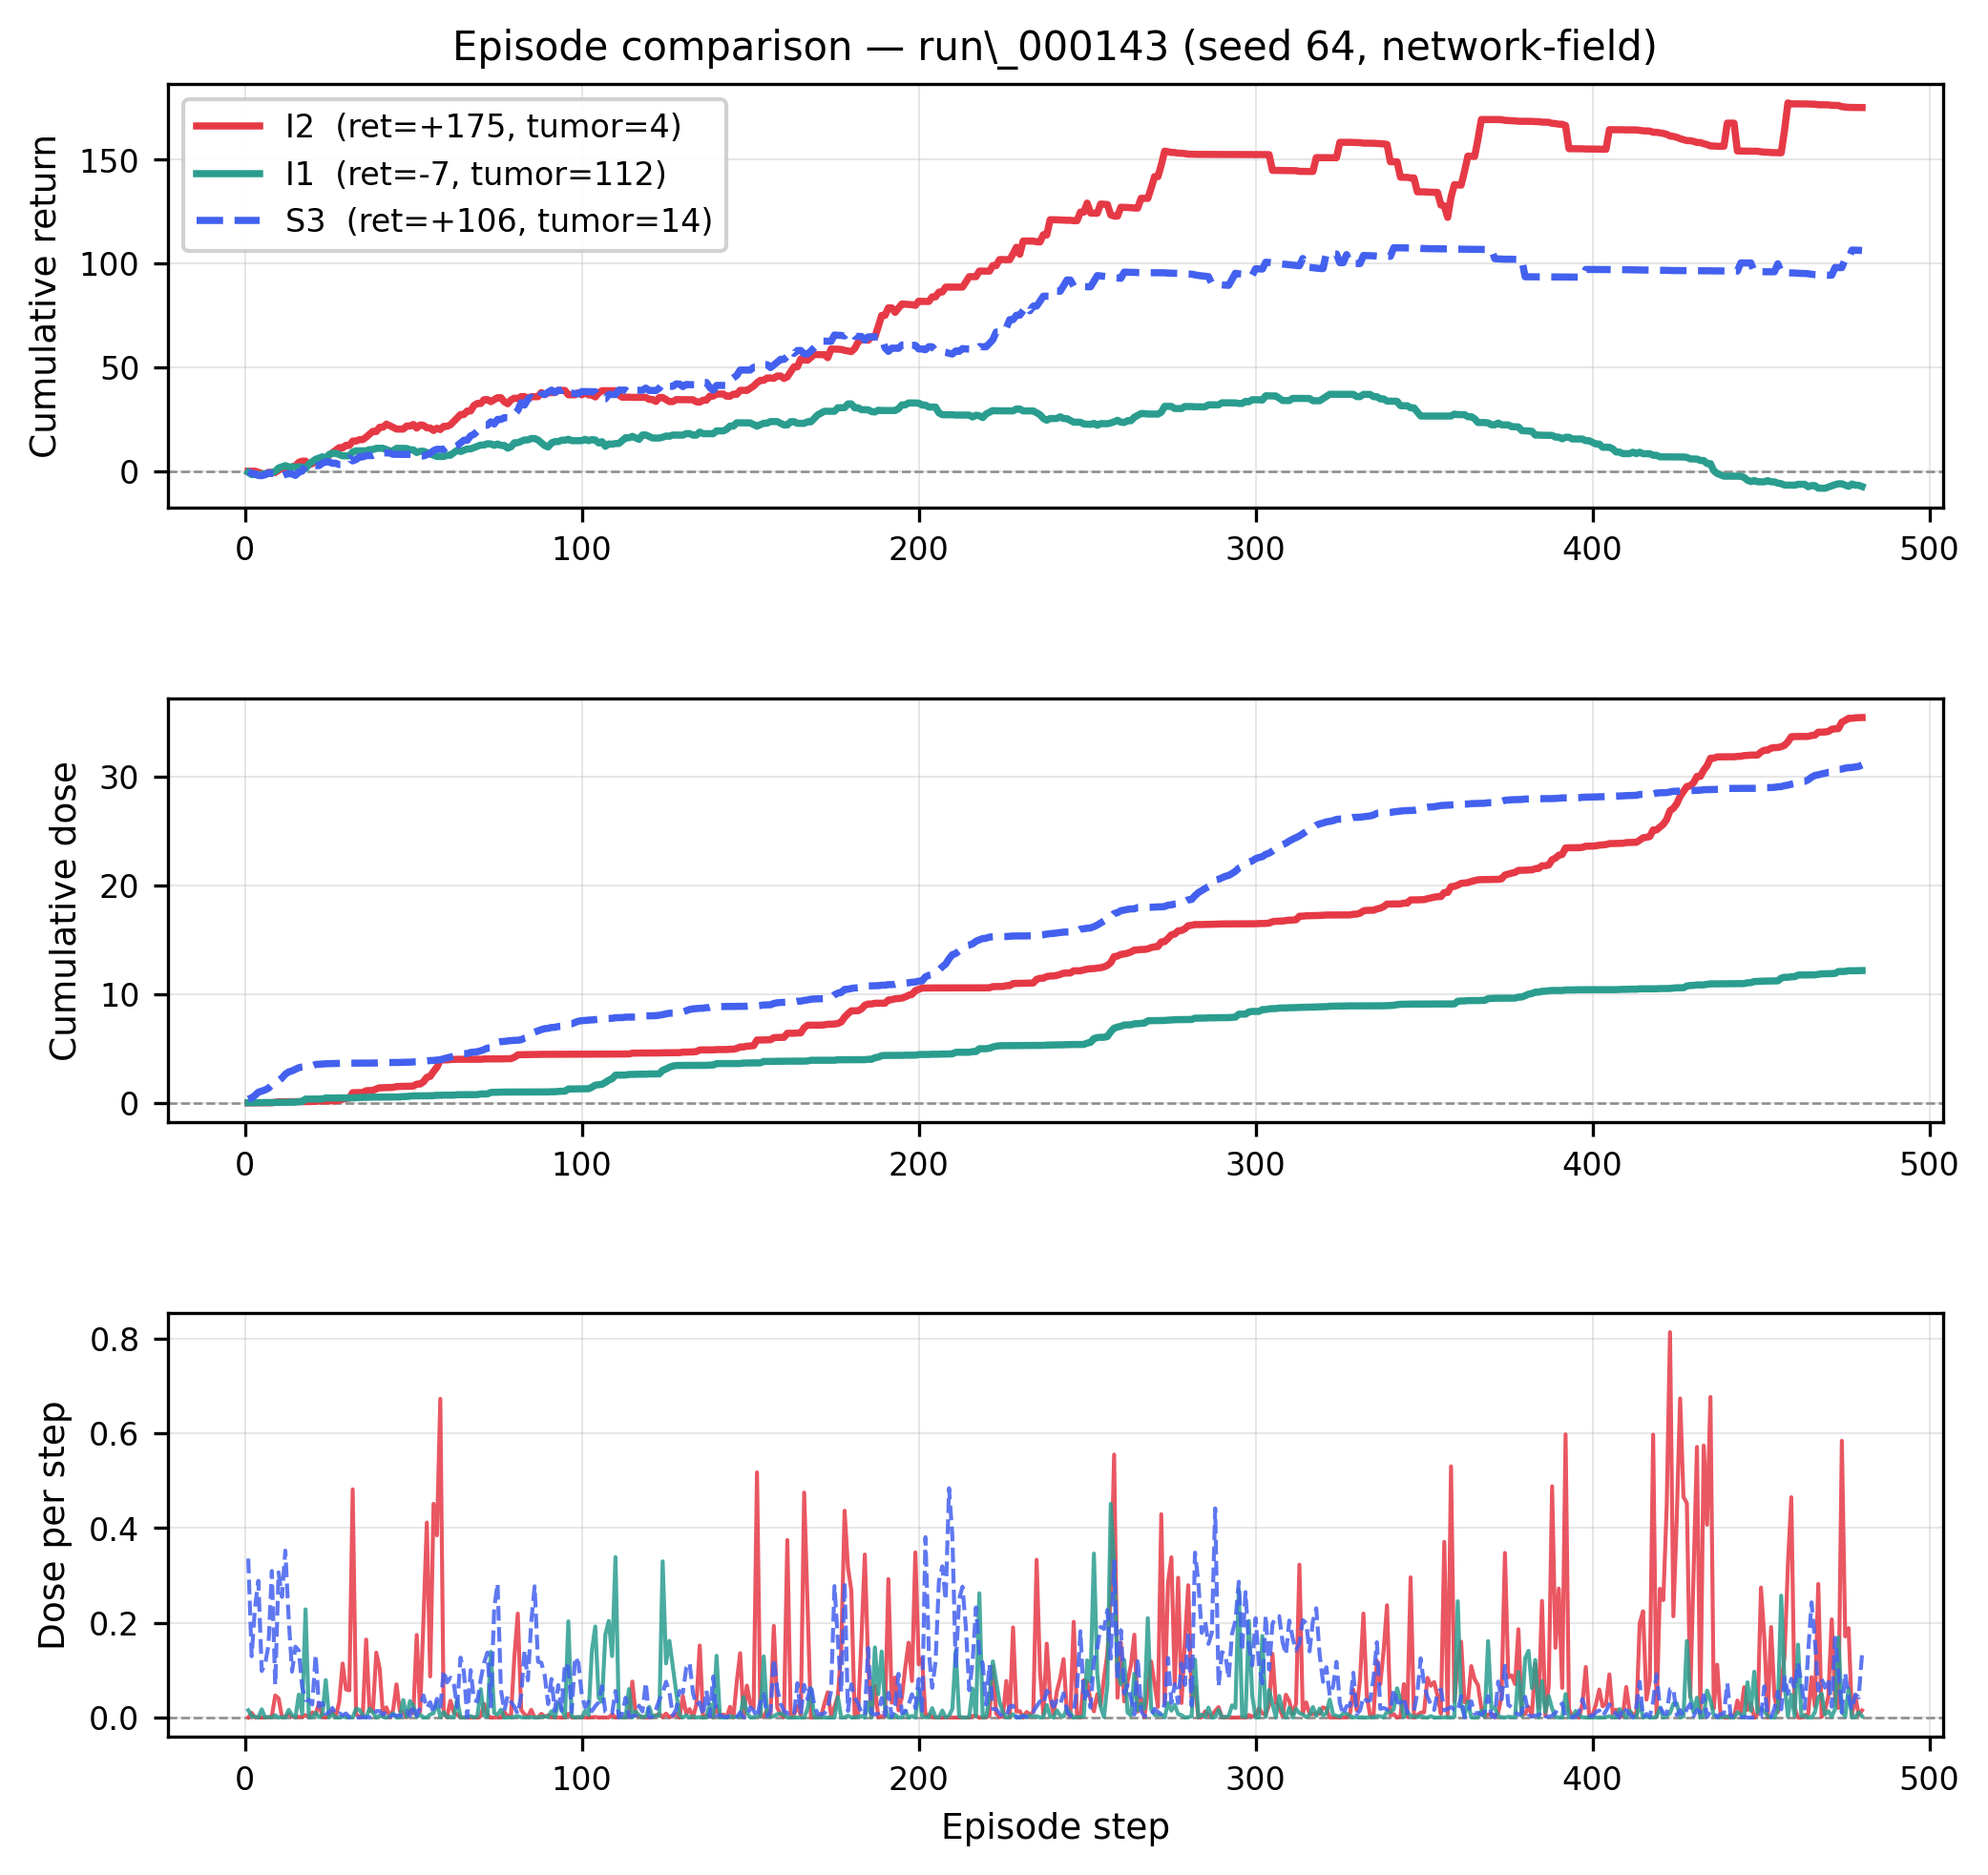 Episode comparison — run\_000143 (seed 64, network-field)
Cumulative return
150
100
50
0
I2 (ret=+175, tumor=4)
I1 (ret=-7, tumor=112)
S3 (ret=+106, tumor=14)
0 100 200 300 400 500
Cumulative dose
30
20
10
0
0 100 200 300 400 500
Dose per step
0.8
0.6
0.4
0.2
0.0
0 100 200 300 400 500
Episode step